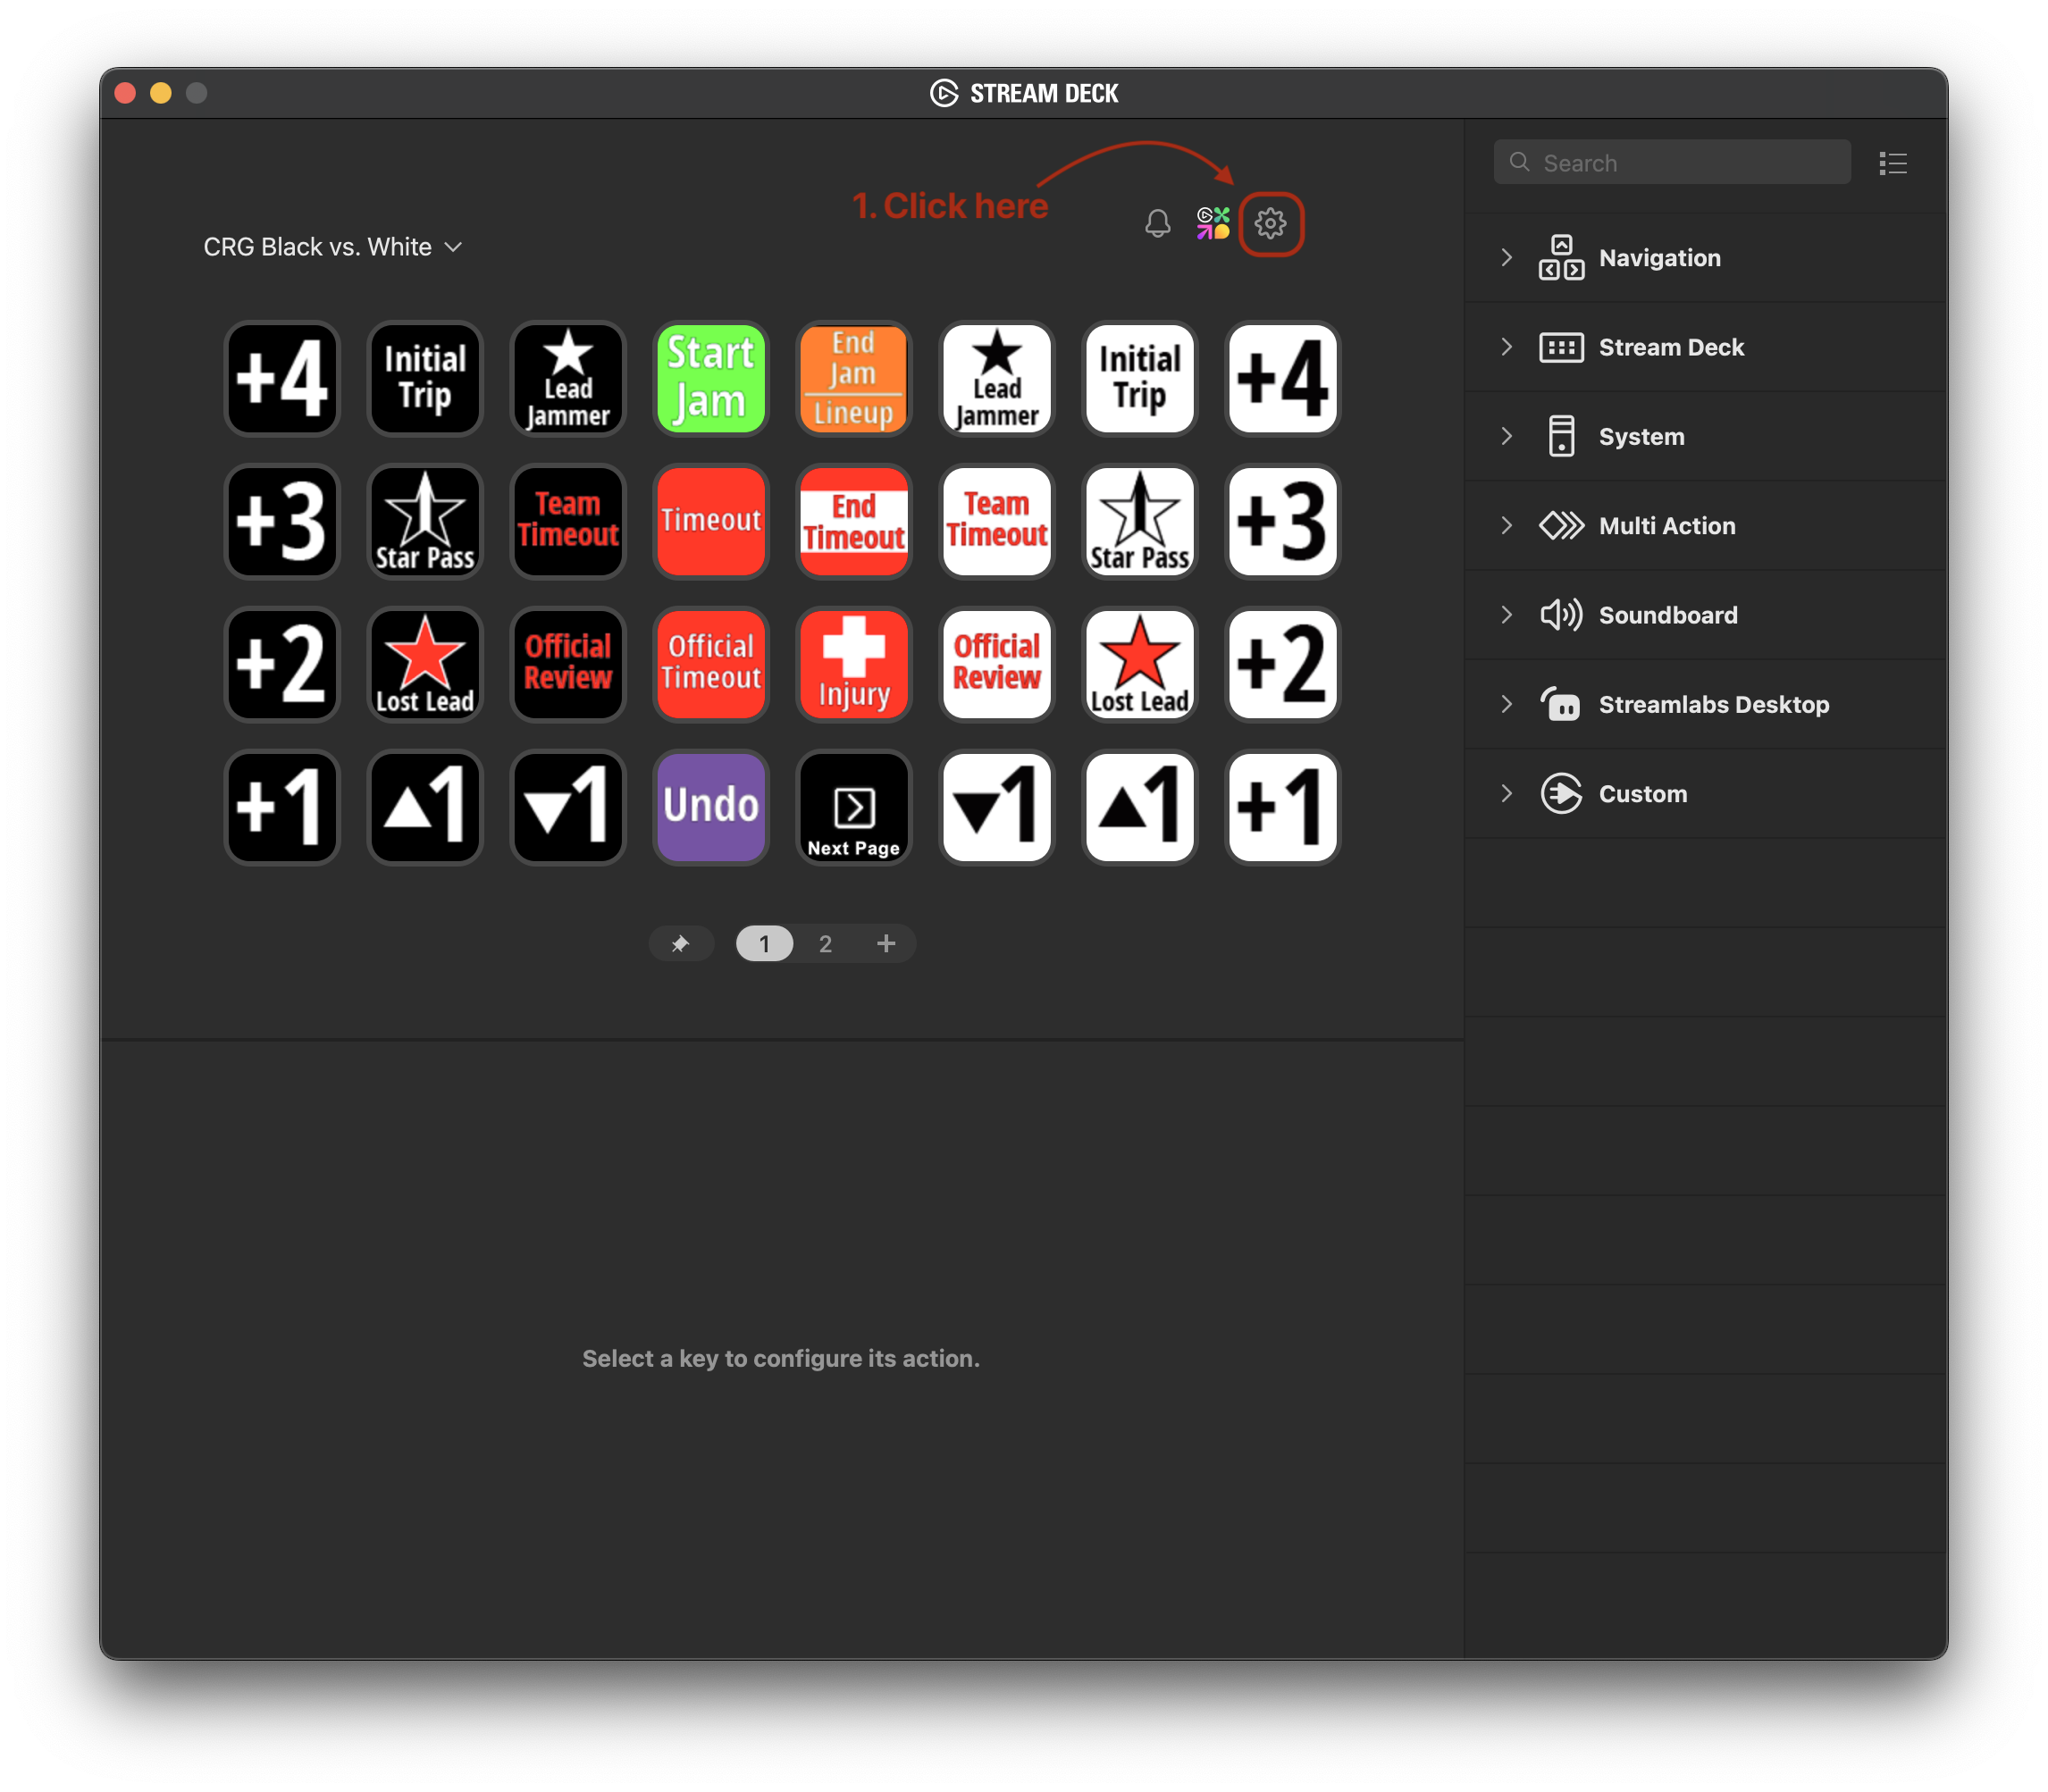 STREAM DECK
1. Click here
Search
CRG Black vs. White
+4
Initial
Trip
Lead
Jammer
Start
Jam
End
Jam
Lineup
Lead
Jammer
Initial
Trip
+4
+3
Star Pass
Team
Timeout
Timeout
End
Timeout
Team
Timeout
Star Pass
+3
+2
Lost Lead
Official
Review
Official
Timeout
Injury
Official
Review
Lost Lead
+2
+1
▲1
▼1
Undo
Next Page
▼1
▲1
+1
1 2 +
Select a key to configure its action.
Navigation
Stream Deck
System
Multi Action
Soundboard
Streamlabs Desktop
Custom